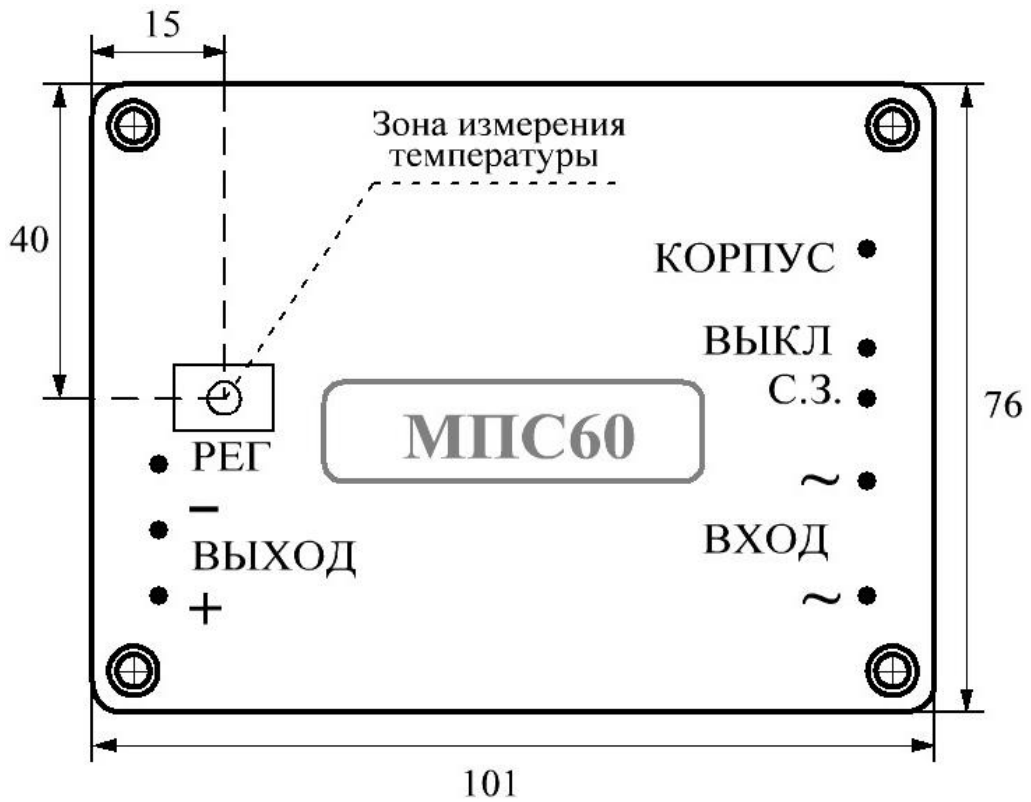 15
Зона измерения
температуры
40
КОРПУС
ВЫКЛ
С.З.
76
МПС60
РЕГ
~
−
ВЫХОД
ВХОД
+
~
101